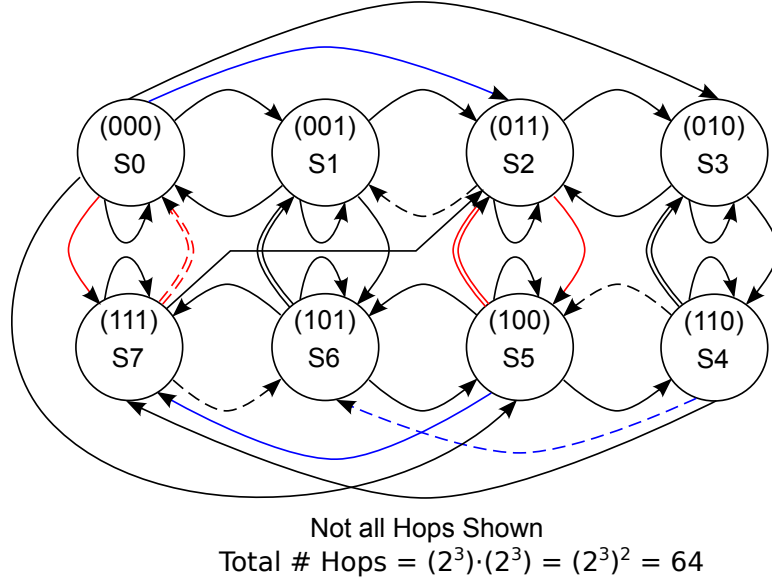 (000) (001) (011) (010)
S0 S1 S2 S3
(111) (101) (100) (110)
S7 S6 S5 S4
Not all Hops Shown
Total # Hops = (2³)·(2³) = (2³)² = 64